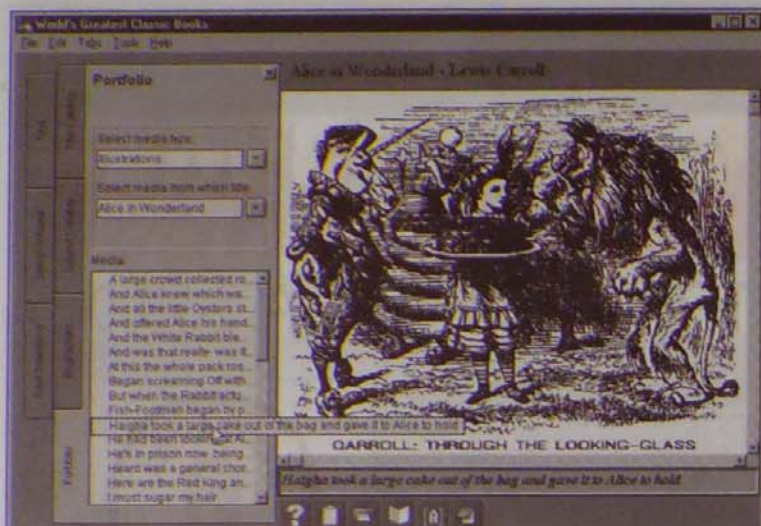 World's Greatest Classic Books
File Edit Tabs Tools Help
Portfolio
Alice in Wonderland - Lewis Carroll
Select media type:
Illustrations
Select media from which title
Alice in Wonderland
Media:
A large crowd collected ro...
And Alice knew which wa...
And all the little Oysters st...
And offered Alice his hand...
And the White Rabbit ble...
And was that really- was it...
At this the whole pack ros...
Began screaming Off with
But when the Rabbit actu...
Fish-Footman began by p...
Haigha took a large cake out of the bag and gave it to Alice to hold
He had been looking for Al...
He's in prison now being
Heard was a general chor...
Here are the Red King an...
I must sugar my hair
Portfolio
CARROLL: THROUGH THE LOOKING-GLASS
Haigha took a large cake out of the bag and gave it to Alice to hold